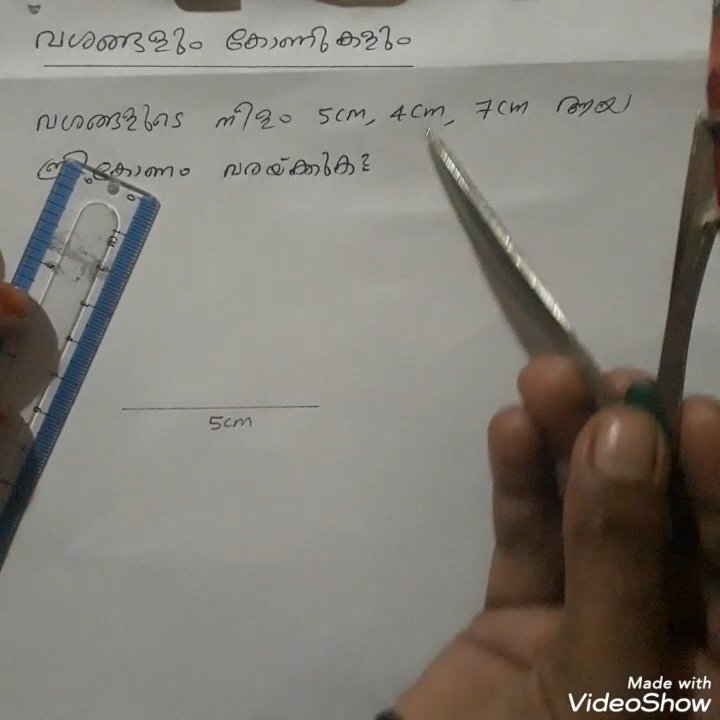 വശങ്ങളും കോണികളും
വശങ്ങളുടെ നീളം 5cm, 4cm, 7cm ആയ
ത്രികോണം വരയ്ക്കുക?
5cm
Made with
VideoShow